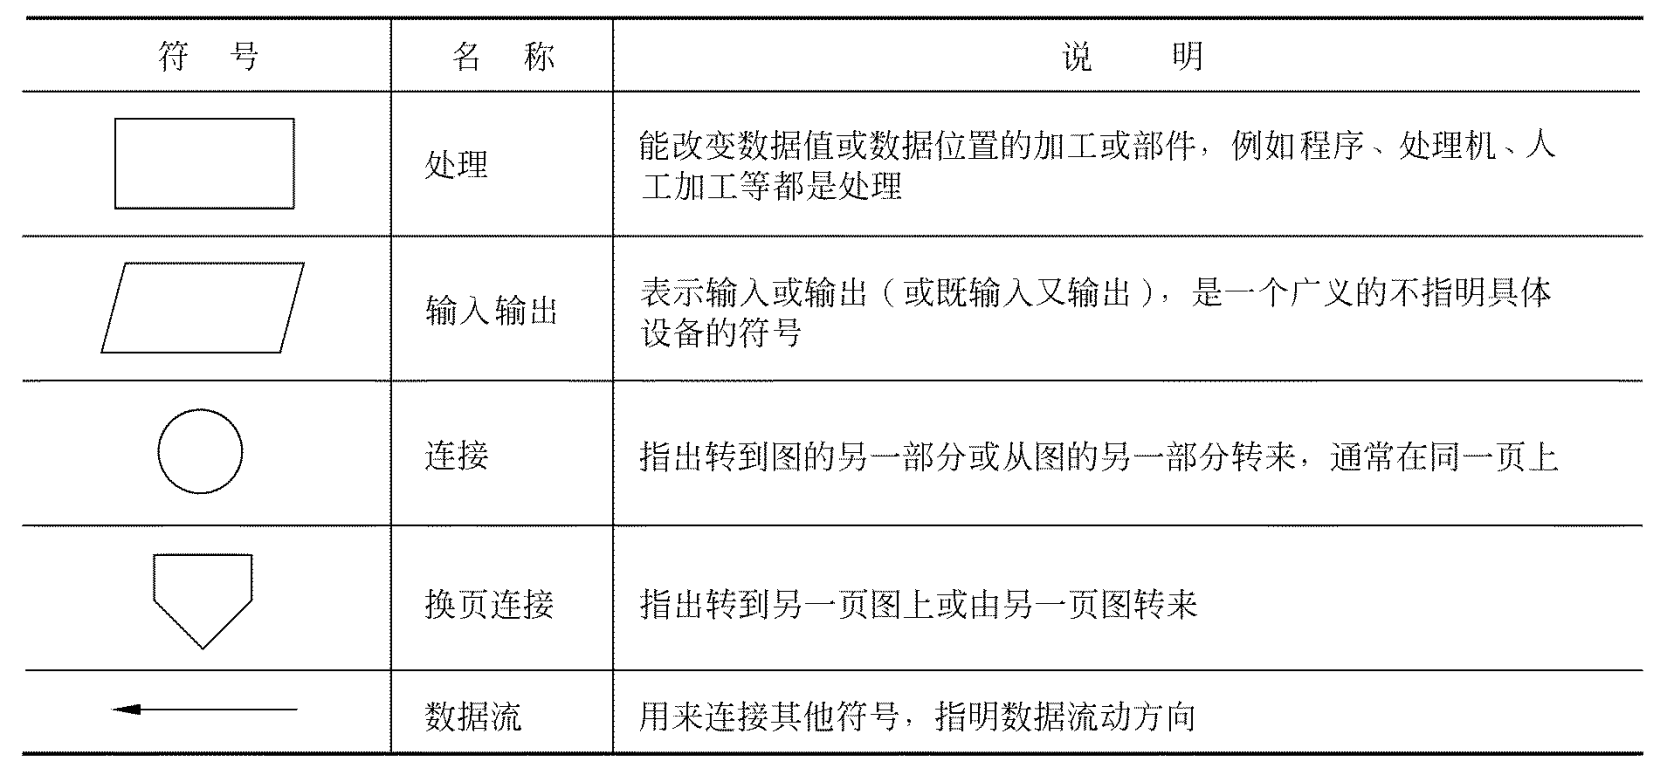 符 号 名 称 说 明
处理
能改变数据值或数据位置的加工或部件，例如程序、处理机、人
工加工等都是处理
输入输出
表示输入或输出（或既输入又输出），是一个广义的不指明具体
设备的符号
连接
指出转到图的另一部分或从图的另一部分转来，通常在同一页上
换页连接
指出转到另一页图上或由另一页图转来
数据流
用来连接其他符号，指明数据流动方向